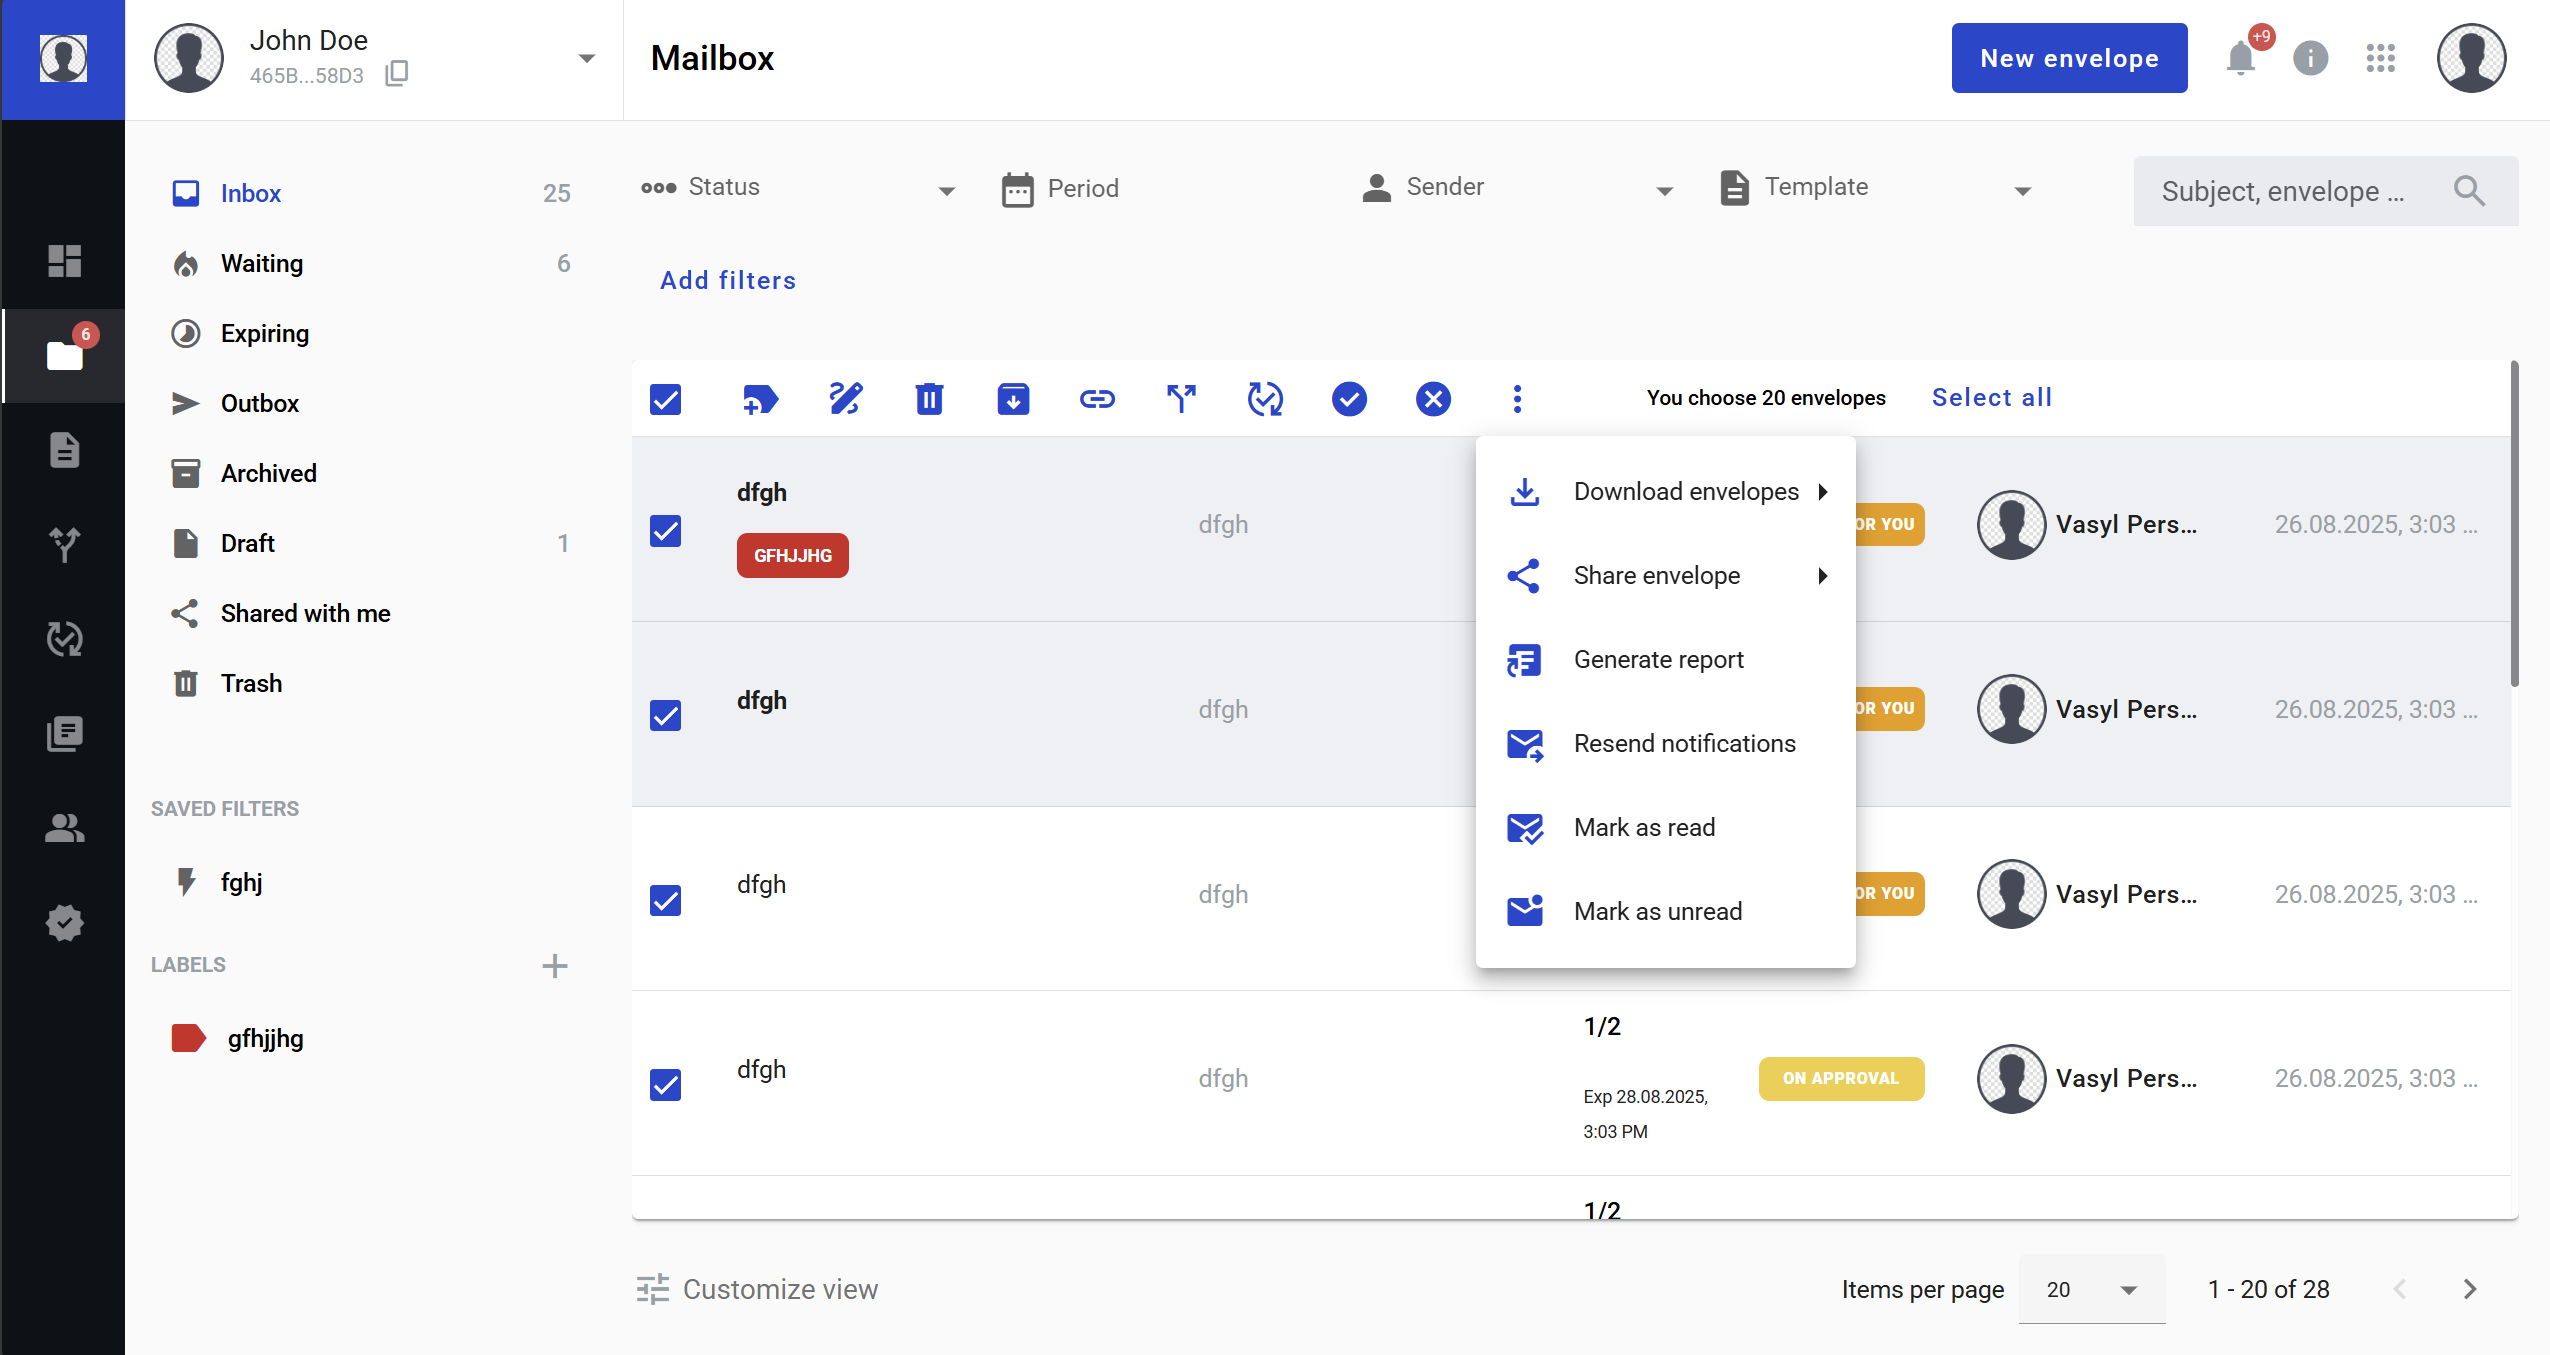 John Doe
465B...58D3
Mailbox
New envelope
+9
6
Inbox 25
Waiting 6
Expiring
Outbox
Archived
Draft 1
Shared with me
Trash
SAVED FILTERS
fghj
LABELS
gfhjjhg
Status
Period
Sender
Template
Subject, envelope ...
Add filters
You choose 20 envelopes
Select all
dfgh
GFHJJHG
dfgh
OR YOU
Vasyl Pers...
26.08.2025, 3:03 ...
dfgh
dfgh
OR YOU
Vasyl Pers...
26.08.2025, 3:03 ...
dfgh
dfgh
OR YOU
Vasyl Pers...
26.08.2025, 3:03 ...
dfgh
dfgh
1/2
Exp 28.08.2025,
3:03 PM
ON APPROVAL
Vasyl Pers...
26.08.2025, 3:03 ...
1/2
Download envelopes
Share envelope
Generate report
Resend notifications
Mark as read
Mark as unread
Customize view
Items per page
20
1 - 20 of 28